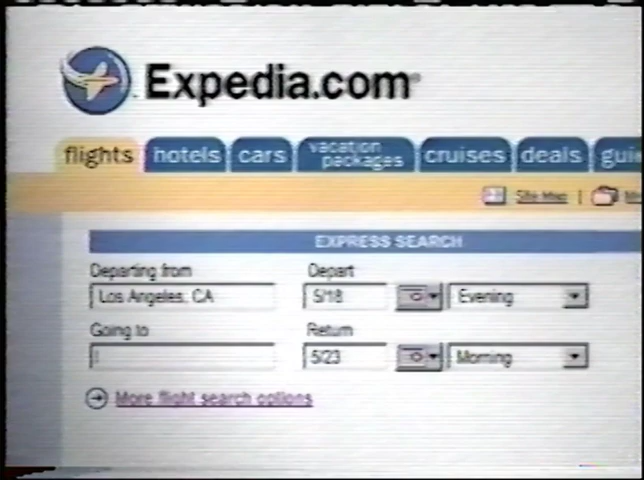 Expedia.com®
flights hotels cars vacation packages cruises deals gui
Site Map |
EXPRESS SEARCH
Departing from Depart
Los Angeles, CA 5/18 Evening
Going to Return
5/23 Morning
More flight search options